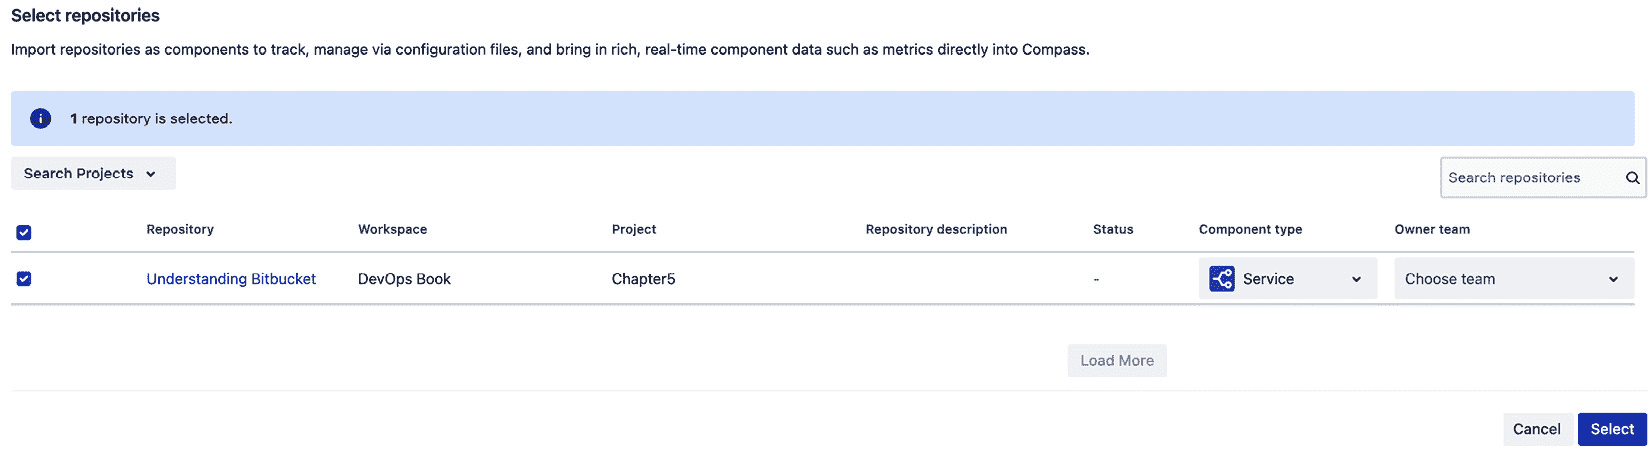 Select repositories
Import repositories as components to track, manage via configuration files, and bring in rich, real-time component data such as metrics directly into Compass.
1 repository is selected.
Search Projects
Search repositories
Repository Workspace Project Repository description Status Component type Owner team
Understanding Bitbucket DevOps Book Chapter5 - Service Choose team
Load More
Cancel Select